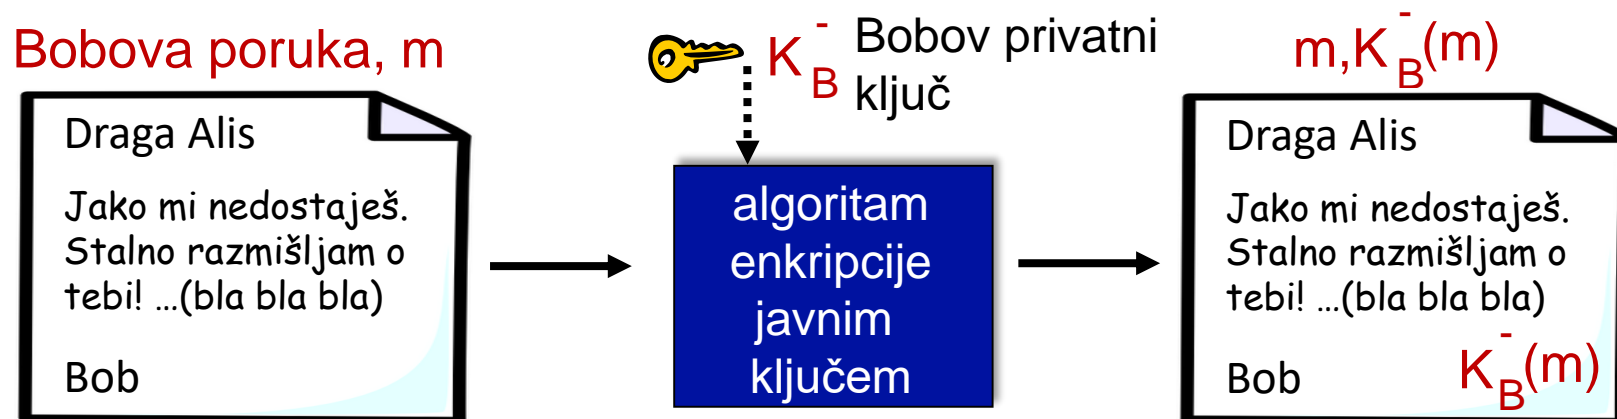 Bobova poruka, m
Draga Alis
Jako mi nedostaješ.
Stalno razmišljam o
tebi! ...(bla bla bla)
Bob
K_B^- Bobov privatni
ključ
algoritam
enkripcije
javnim
ključem
m,K_B^-(m)
Draga Alis
Jako mi nedostaješ.
Stalno razmišljam o
tebi! ...(bla bla bla)
Bob K_B^-(m)